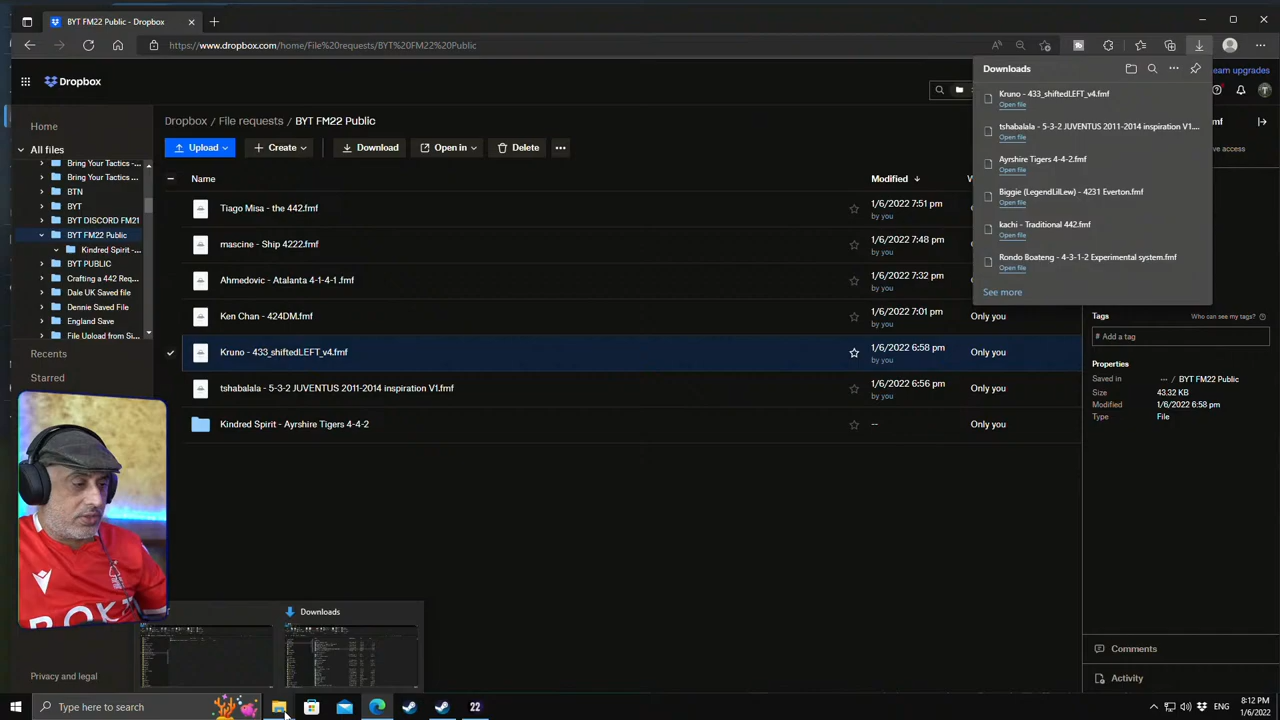 BYT FM22 Public - Dropbox
https://www.dropbox.com/home/File%20requests/BYT%20FM22%20Public
Dropbox
Downloads
Kruno - 433_shiftedLEFT_v4.fmf
Open file
tshabalala - 5-3-2 JUVENTUS 2011-2014 inspiration V1....
Open file
Ayrshire Tigers 4-4-2.fmf
Open file
Biggie (LegendLilLew) - 4231 Everton.fmf
Open file
kachi - Traditional 442.fmf
Open file
Rondo Boateng - 4-3-1-2 Experimental system.fmf
Open file
See more
eam upgrades
T
mf
ve access
Home
All files
Bring Your Tactics -...
Bring Your Tactics ...
BTN
BYT
BYT DISCORD FM21
BYT FM22 Public
Kindred Spirit -...
BYT PUBLIC
Crafting a 442 Req...
Dale UK Saved file
Dennie Saved File
England Save
File Upload from Si...
Recents
Starred
Privacy and legal
Dropbox / File requests / BYT FM22 Public
Upload
Create
Download
Open in
Delete
Name
Modified
W
Tiago Misa - the 442.fmf
1/6/2022 7:51 pm
by you
mascine - Ship 4222.fmf
1/6/2022 7:48 pm
by you
Ahmedovic - Atalanta 4-1-4-1.fmf
1/6/2022 7:32 pm
by you
Ken Chan - 424DM.fmf
1/6/2022 7:01 pm
by you
Only you
Kruno - 433_shiftedLEFT_v4.fmf
1/6/2022 6:58 pm
by you
Only you
tshabalala - 5-3-2 JUVENTUS 2011-2014 inspiration V1.fmf
1/6/2022 6:56 pm
by you
Only you
Kindred Spirit - Ayrshire Tigers 4-4-2
--
Only you
Tags
Who can see my tags?
# Add a tag
Properties
Saved in
... / BYT FM22 Public
Size
43.32 KB
Modified
1/6/2022 6:58 pm
Type
File
Comments
Activity
Downloads
Type here to search
22
ENG
8:12 PM
1/6/2022